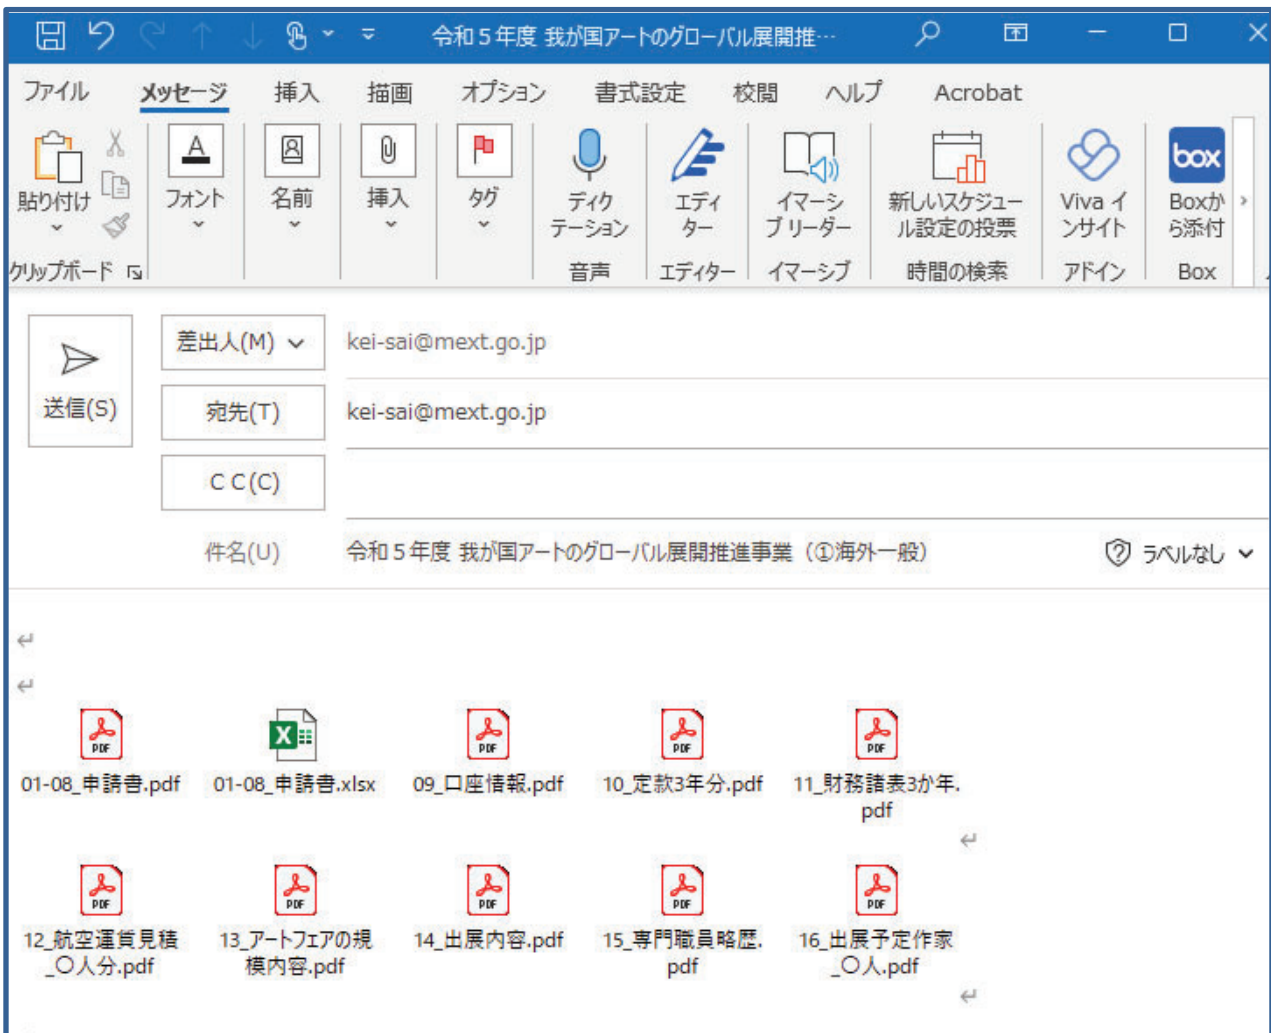 令和５年度 我が国アートのグローバル展開推…
ファイル メッセージ 挿入 描画 オプション 書式設定 校閲 ヘルプ Acrobat
貼り付け
フォント
名前
挿入
タグ
ディク
テーション
エディ
ター
イマーシ
ブ リーダー
新しいスケジュー
ル設定の投票
Viva イ
ンサイト
box
Boxか
ら添付
クリップボード 音声 エディター イマーシブ 時間の検索 アドイン Box
送信(S)
差出人(M) kei-sai@mext.go.jp
宛先(T) kei-sai@mext.go.jp
ＣＣ(C)
件名(U) 令和５年度 我が国アートのグローバル展開推進事業（①海外一般） ラベルなし
01-08_申請書.pdf
01-08_申請書.xlsx
09_口座情報.pdf
10_定款3年分.pdf
11_財務諸表3か年.
pdf
12_航空運賃見積
_〇人分.pdf
13_アートフェアの規
模内容.pdf
14_出展内容.pdf
15_専門職員略歴.
pdf
16_出展予定作家
_〇人.pdf